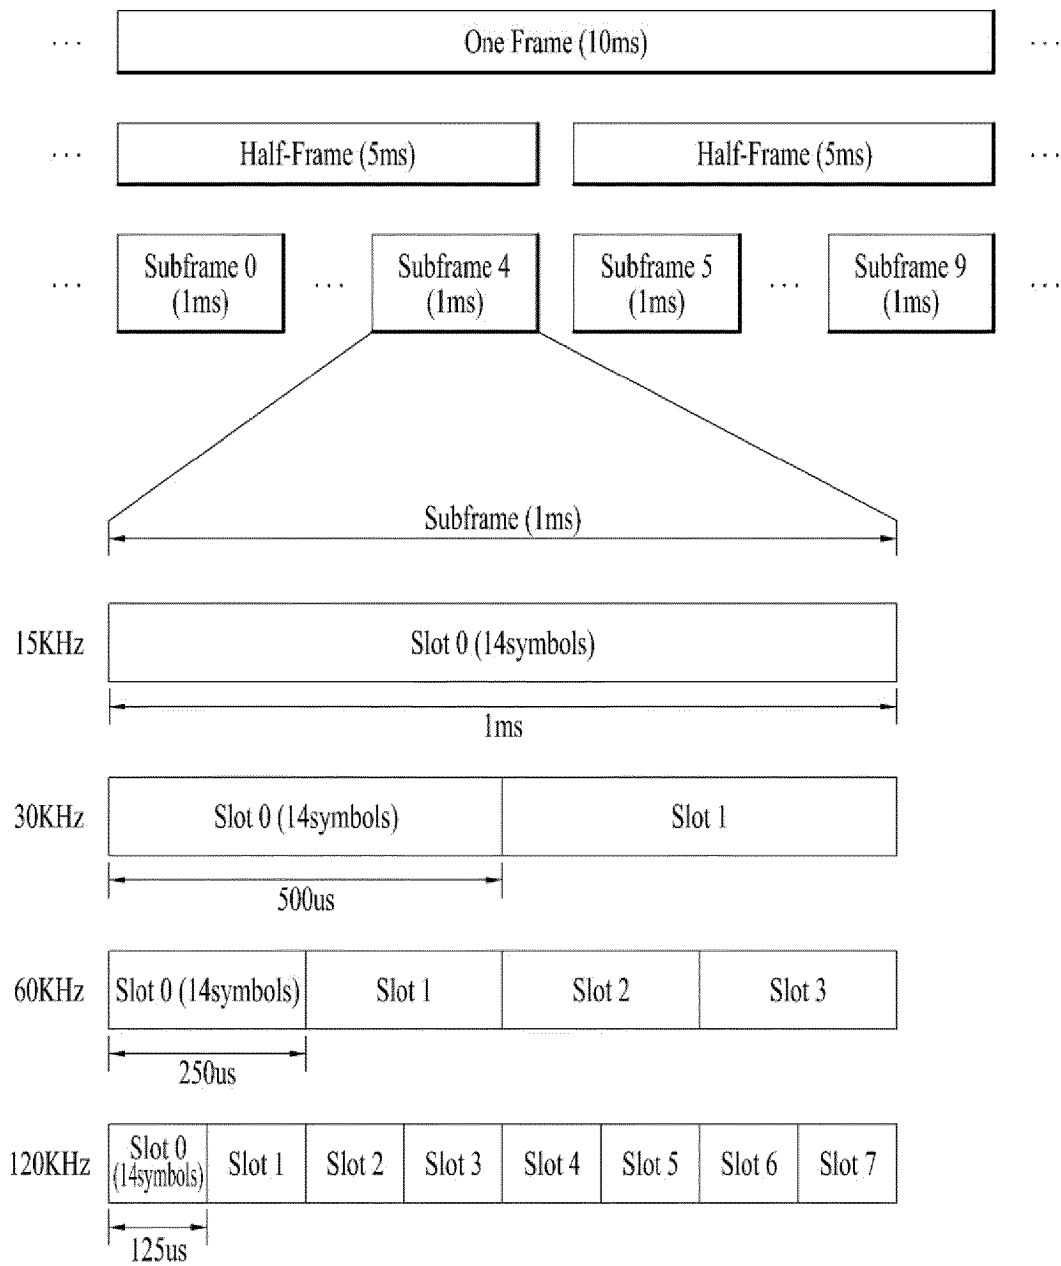 ... One Frame (10ms) ...
... Half-Frame (5ms) Half-Frame (5ms) ...
Subframe 0 Subframe 4 Subframe 5 Subframe 9
... (1ms) ... (1ms) (1ms) ... (1ms) ...
Subframe (1ms)
15KHz Slot 0 (14symbols)
1ms
30KHz Slot 0 (14symbols) Slot 1
500us
60KHz Slot 0 (14symbols) Slot 1 Slot 2 Slot 3
250us
120KHz Slot 0 (14symbols) Slot 1 Slot 2 Slot 3 Slot 4 Slot 5 Slot 6 Slot 7
125us